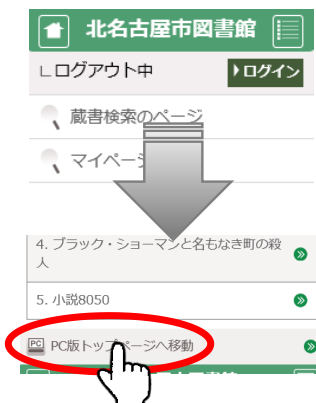 北名古屋市図書館
∟ログアウト中
ログイン
蔵書検索のページ
マイページ
4. ブラック・ショーマンと名もなき町の殺
人
5. 小説8050
PC
PC版トップページへ移動